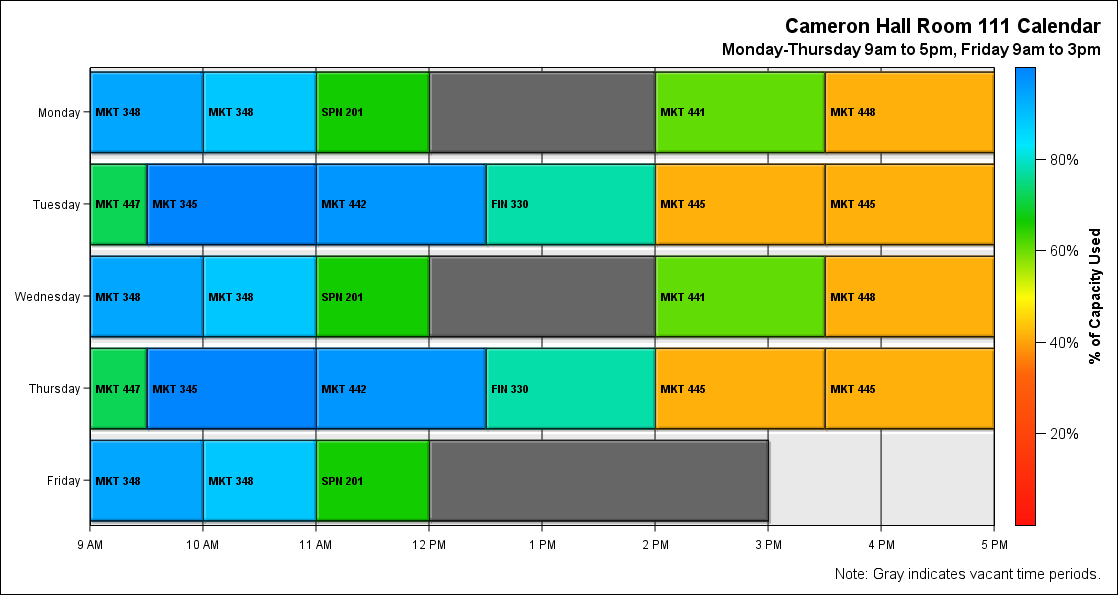 Cameron Hall Room 111 Calendar
Monday-Thursday 9am to 5pm, Friday 9am to 3pm
Monday
MKT 348
MKT 348
SPN 201
MKT 441
MKT 448
Tuesday
MKT 447
MKT 345
MKT 442
FIN 330
MKT 445
MKT 445
Wednesday
MKT 348
MKT 348
SPN 201
MKT 441
MKT 448
Thursday
MKT 447
MKT 345
MKT 442
FIN 330
MKT 445
MKT 445
Friday
MKT 348
MKT 348
SPN 201
9 AM
10 AM
11 AM
12 PM
1 PM
2 PM
3 PM
4 PM
5 PM
80%
60%
40%
20%
% of Capacity Used
Note: Gray indicates vacant time periods.